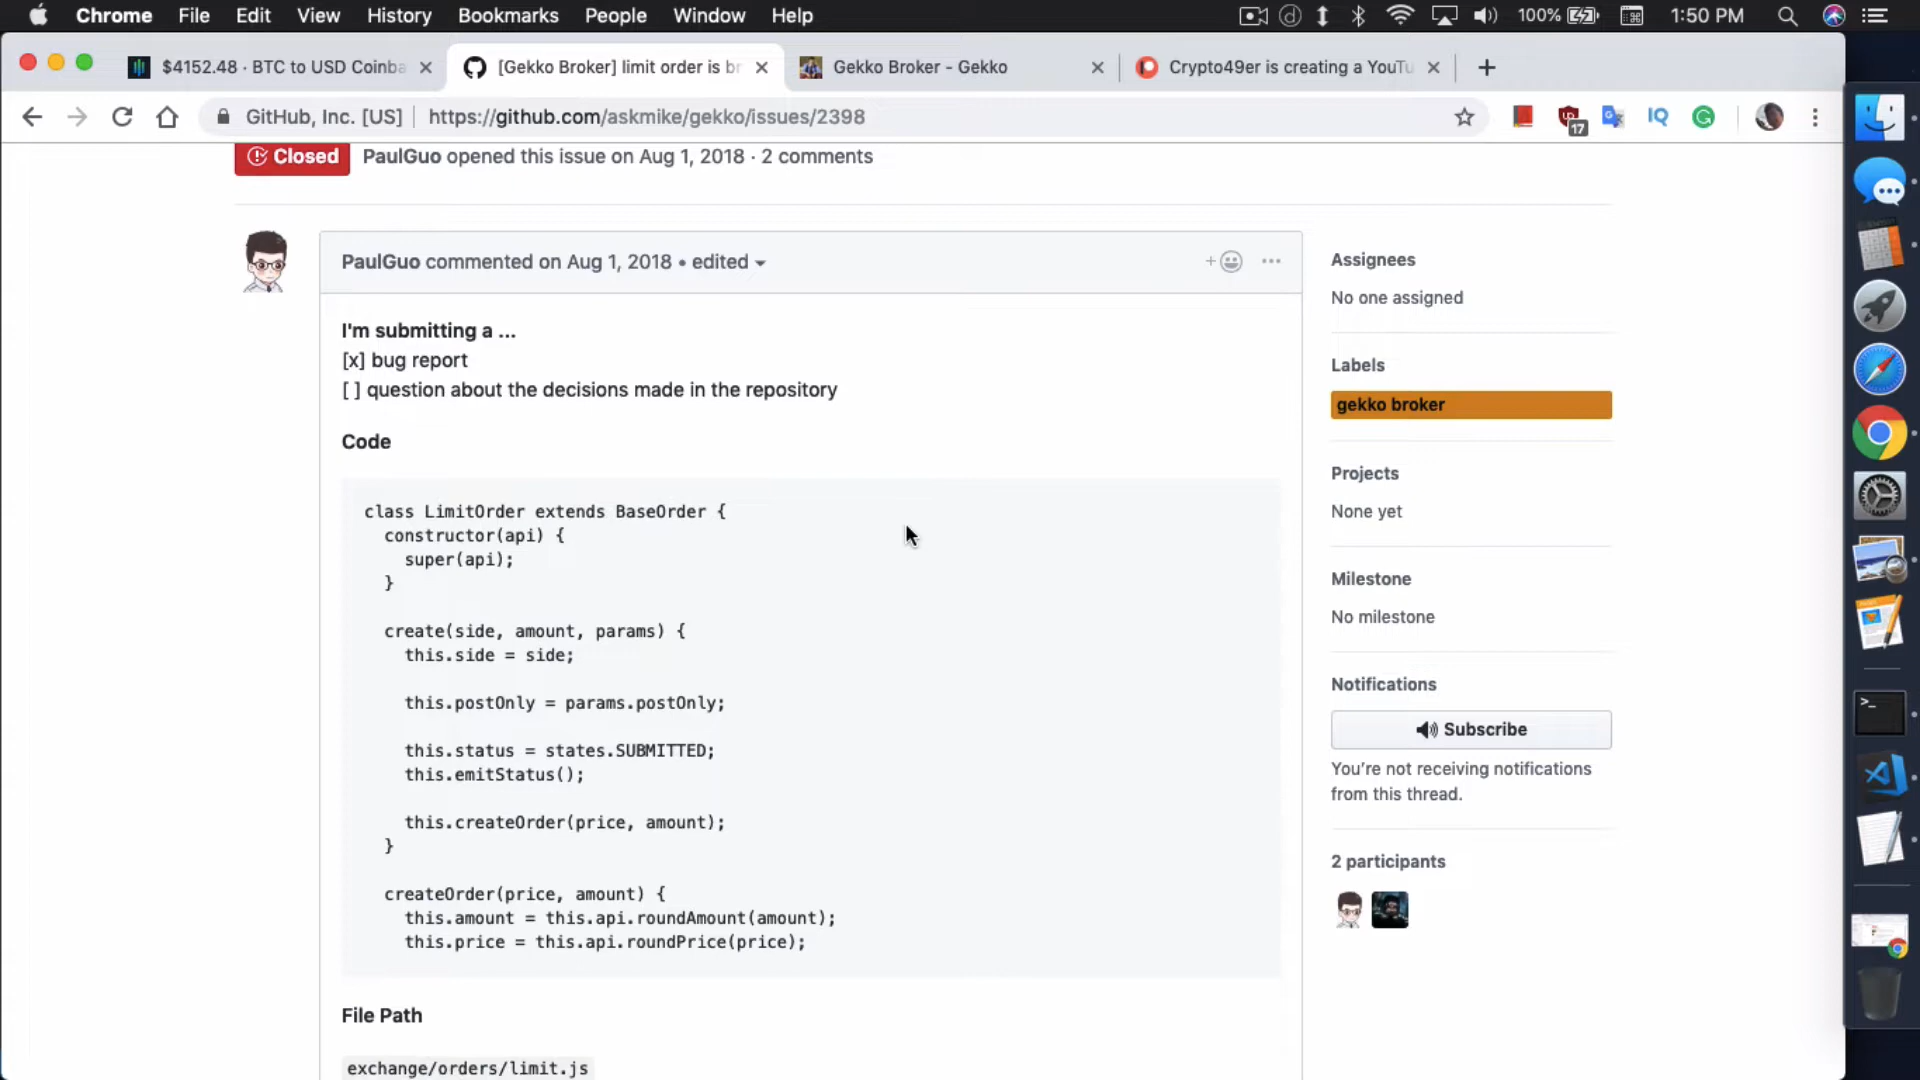 Chrome File Edit View History Bookmarks People Window Help 100% 1:50 PM
$4152.48 · BTC to USD Coinba
[Gekko Broker] limit order is br
Gekko Broker - Gekko
Crypto49er is creating a YouTu
GitHub, Inc. [US] https://github.com/askmike/gekko/issues/2398
17
IQ
Closed PaulGuo opened this issue on Aug 1, 2018 · 2 comments
PaulGuo commented on Aug 1, 2018 • edited
I'm submitting a ...
[x] bug report
[ ] question about the decisions made in the repository
Code
class LimitOrder extends BaseOrder {
constructor(api) {
super(api);
}
create(side, amount, params) {
this.side = side;
this.postOnly = params.postOnly;
this.status = states.SUBMITTED;
this.emitStatus();
this.createOrder(price, amount);
}
createOrder(price, amount) {
this.amount = this.api.roundAmount(amount);
this.price = this.api.roundPrice(price);
File Path
exchange/orders/limit.js
Assignees
No one assigned
Labels
gekko broker
Projects
None yet
Milestone
No milestone
Notifications
Subscribe
You're not receiving notifications
from this thread.
2 participants